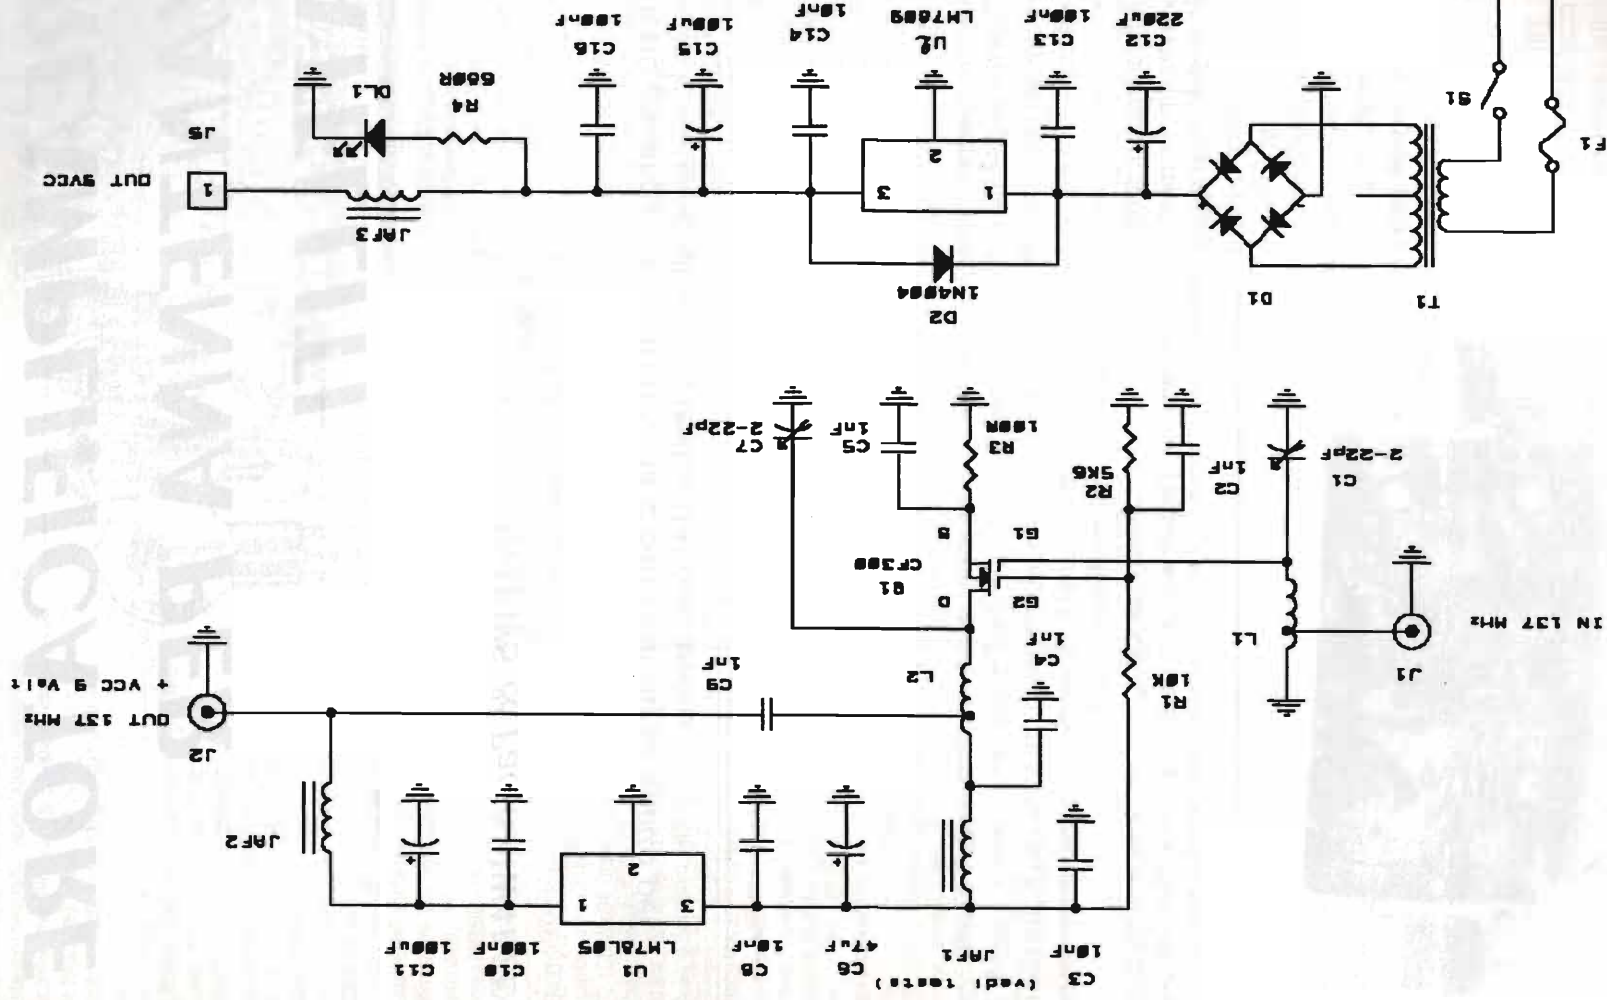 (vedi testo)
C3
10nF
JAF1
C6
47uF
C8
10nF
U1
LM78L05
3
1
2
C10
100nF
C11
100uF
JAF2
J1
IN 137 MHz
R1
10K
L1
C4
1nF
L2
C9
1nF
J2
OUT 137 MHz
+ VCC 9 Volt
G2
G1
D
S
Q1
CF300
C1
2-22pF
C2
1nF
R2
5K6
R3
100R
C5
1nF
C7
2-22pF
T1
D1
D2
1N4004
F1
S1
+
-
1
3
2
U2
LM7809
C12
220uF
C13
100nF
C14
10nF
C15
100uF
C16
100nF
JAF3
R4
680R
DL1
J5
1
OUT 9VCC